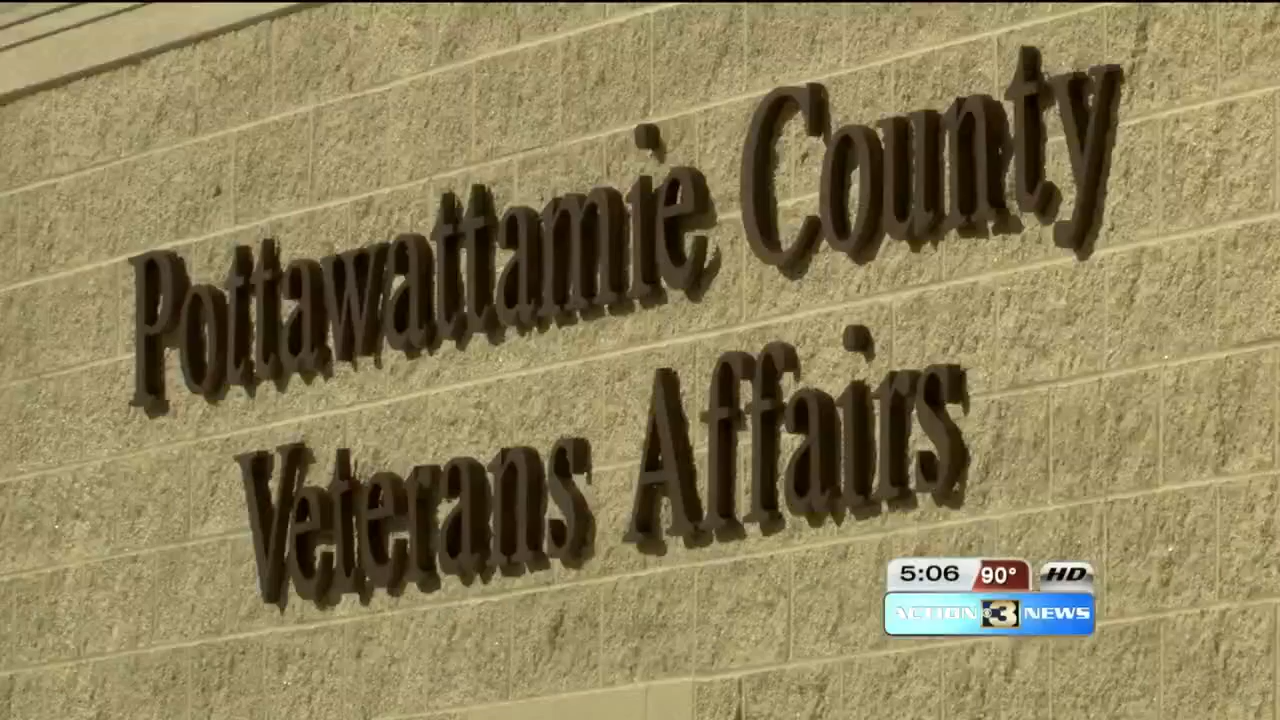 Pottawattamie County
Veterans Affairs
5:06 90° HD
ACTION 3 NEWS